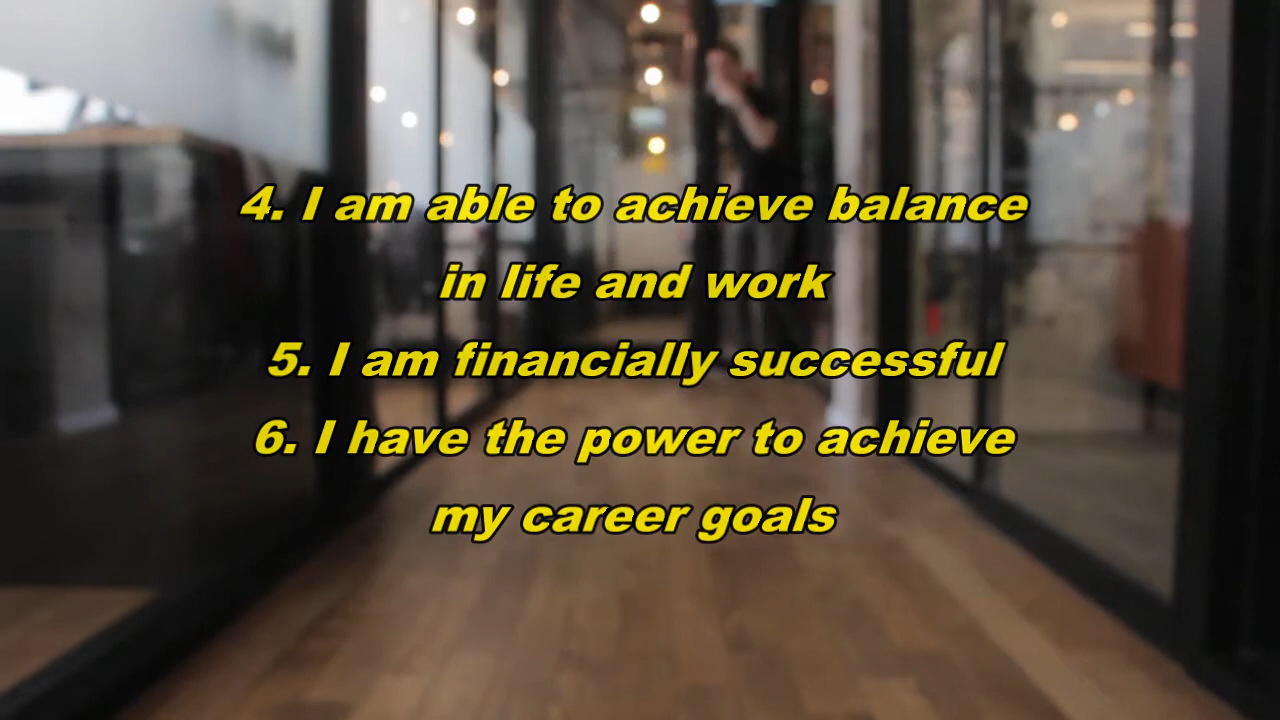 4. I am able to achieve balance
in life and work
5. I am financially successful
6. I have the power to achieve
my career goals